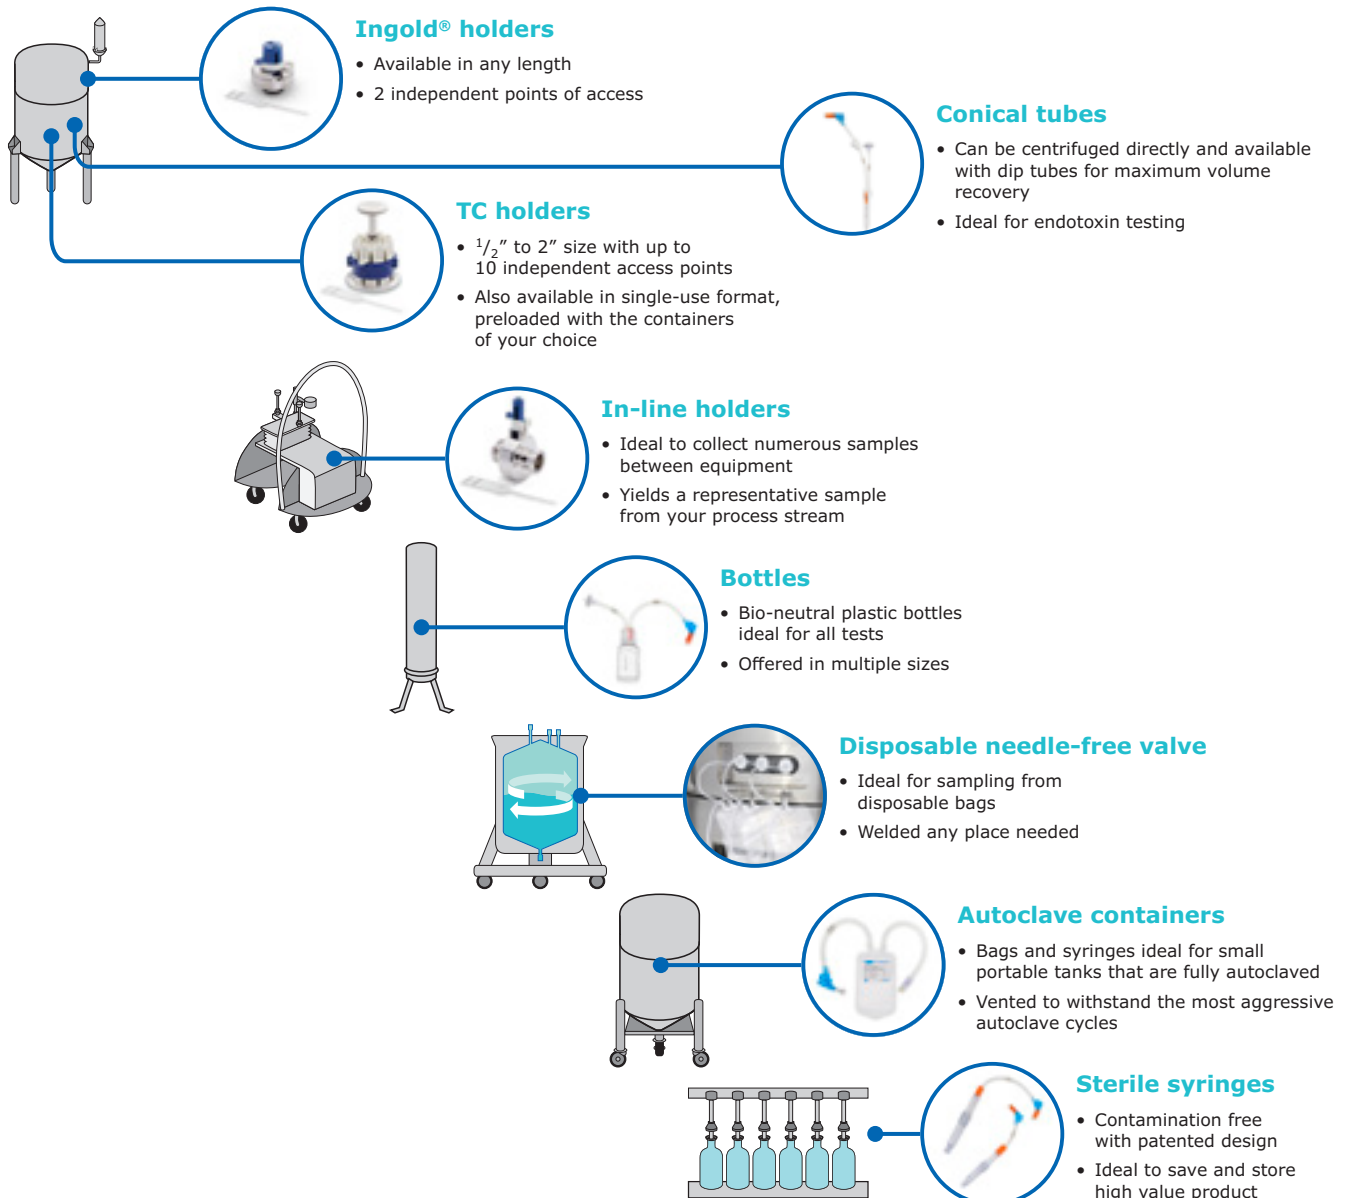 Ingold® holders
• Available in any length
• 2 independent points of access
Conical tubes
• Can be centrifuged directly and available
with dip tubes for maximum volume
recovery
• Ideal for endotoxin testing
TC holders
• 1/2″ to 2″ size with up to
10 independent access points
• Also available in single-use format,
preloaded with the containers
of your choice
In-line holders
• Ideal to collect numerous samples
between equipment
• Yields a representative sample
from your process stream
Bottles
• Bio-neutral plastic bottles
ideal for all tests
• Offered in multiple sizes
Disposable needle-free valve
• Ideal for sampling from
disposable bags
• Welded any place needed
Autoclave containers
• Bags and syringes ideal for small
portable tanks that are fully autoclaved
• Vented to withstand the most aggressive
autoclave cycles
Sterile syringes
• Contamination free
with patented design
• Ideal to save and store
high value product